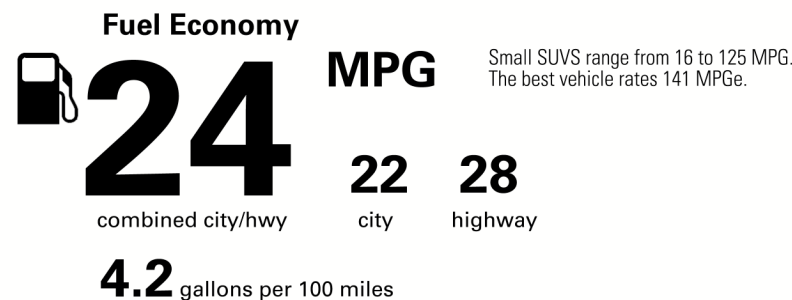 Fuel Economy
24
MPG
Small SUVS range from 16 to 125 MPG.
The best vehicle rates 141 MPGe.
22 28
combined city/hwy city highway
4.2 gallons per 100 miles